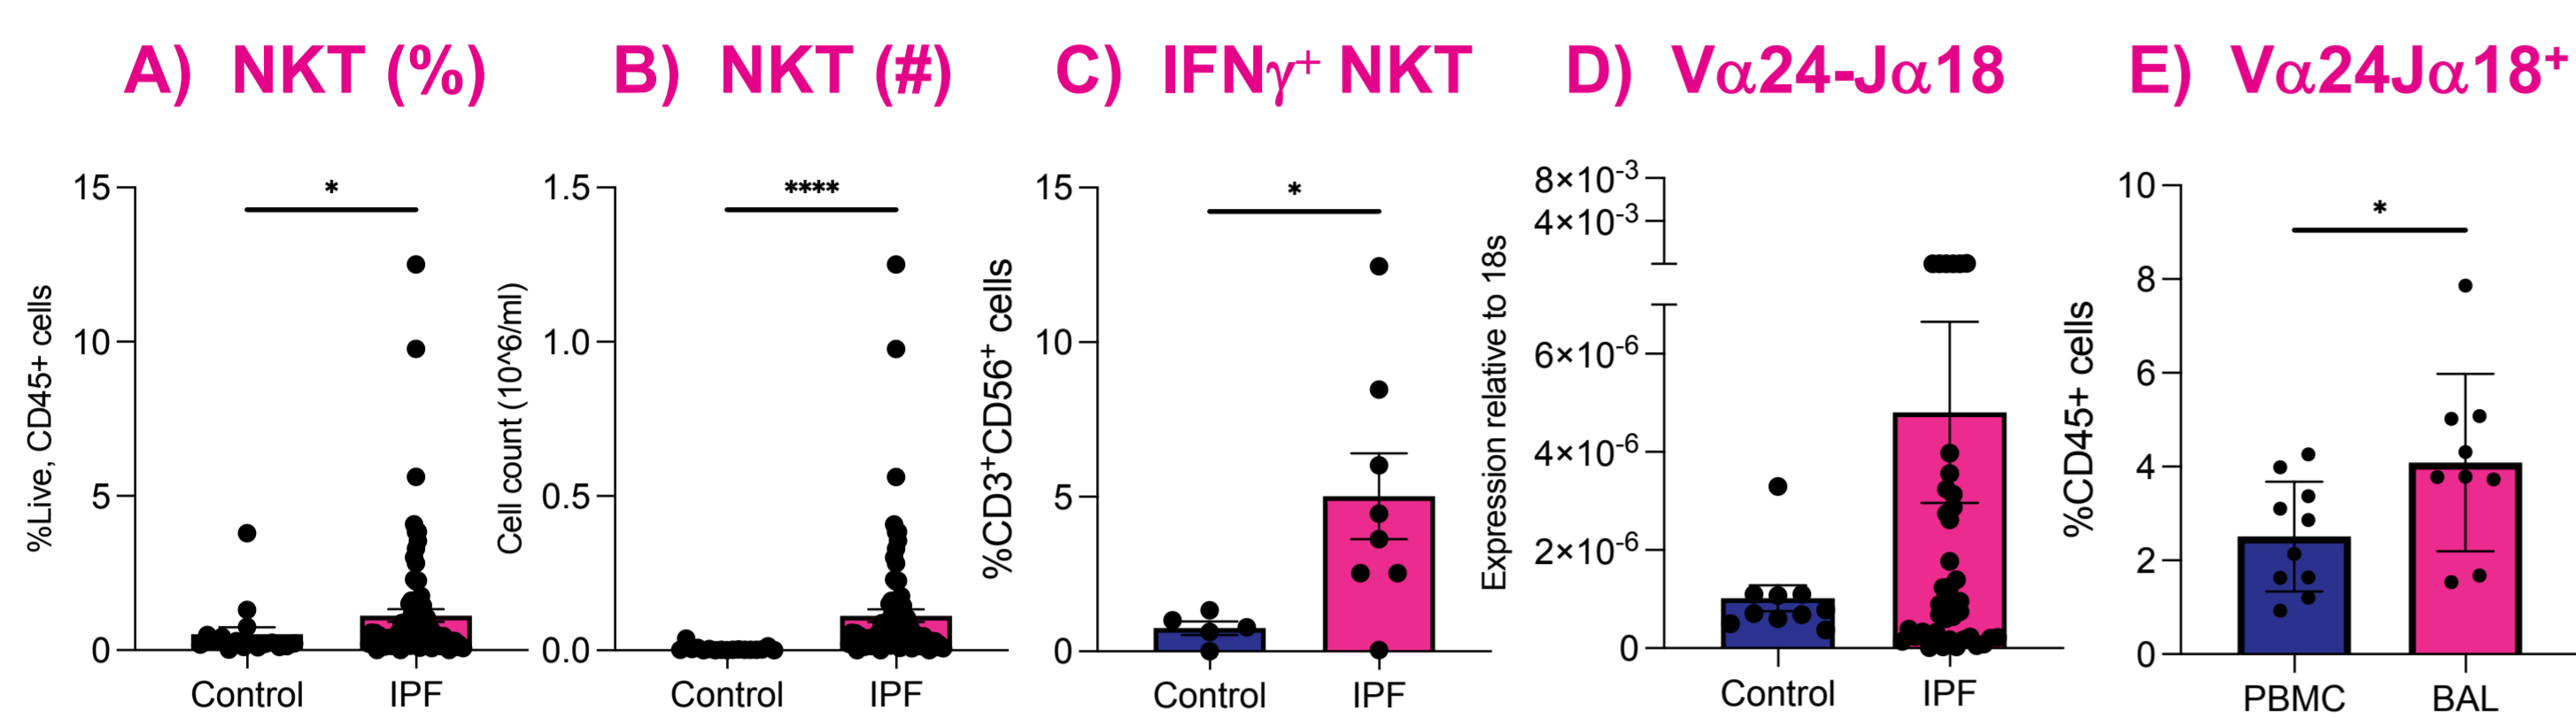 A) NKT (%)
%Live, CD45+ cells
15
10
5
0
*
Control
IPF
B) NKT (#)
Cell count (10^6/ml)
1.5
1.0
0.5
0.0
****
Control
IPF
C) IFNγ⁺ NKT
%CD3⁺CD56⁺ cells
15
10
5
0
*
Control
IPF
D) Vα24-Jα18
Expression relative to 18s
8×10⁻³
4×10⁻³
6×10⁻⁶
4×10⁻⁶
2×10⁻⁶
0
Control
IPF
E) Vα24Jα18⁺
%CD45+ cells
10
8
6
4
2
0
*
PBMC
BAL